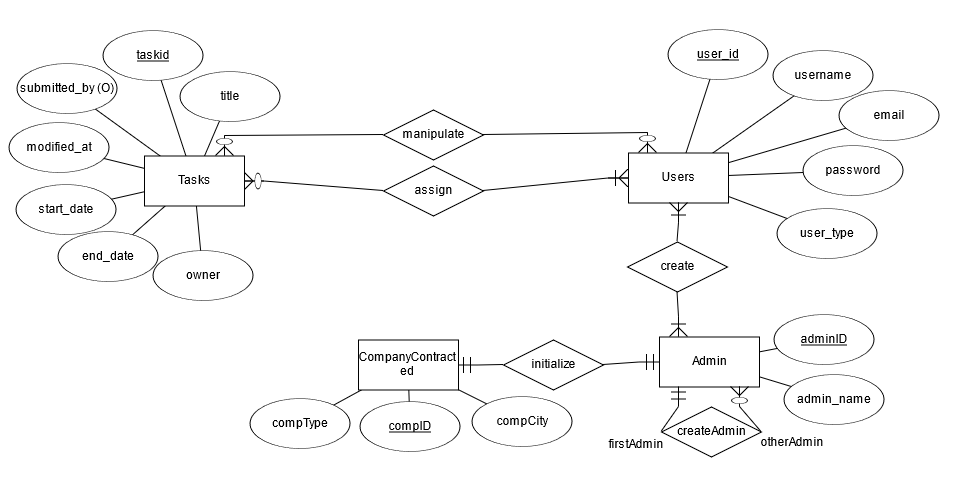 taskid
user_id
submitted_by (O)
title
username
email
manipulate
modified_at
password
Tasks
assign
Users
start_date
user_type
end_date
owner
create
adminID
CompanyContract
ed
initialize
Admin
admin_name
compType
compID
compCity
createAdmin
firstAdmin
otherAdmin